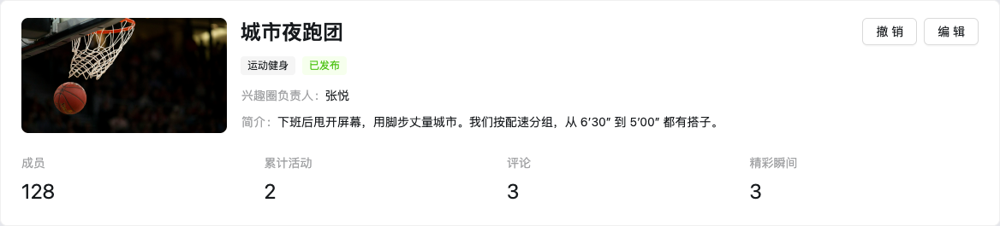 城市夜跑团
撤 销
编 辑
运动健身
已发布
兴趣圈负责人：张悦
简介：下班后甩开屏幕，用脚步丈量城市。我们按配速分组，从 6’30” 到 5’00” 都有搭子。
成员
累计活动
评论
精彩瞬间
128
2
3
3